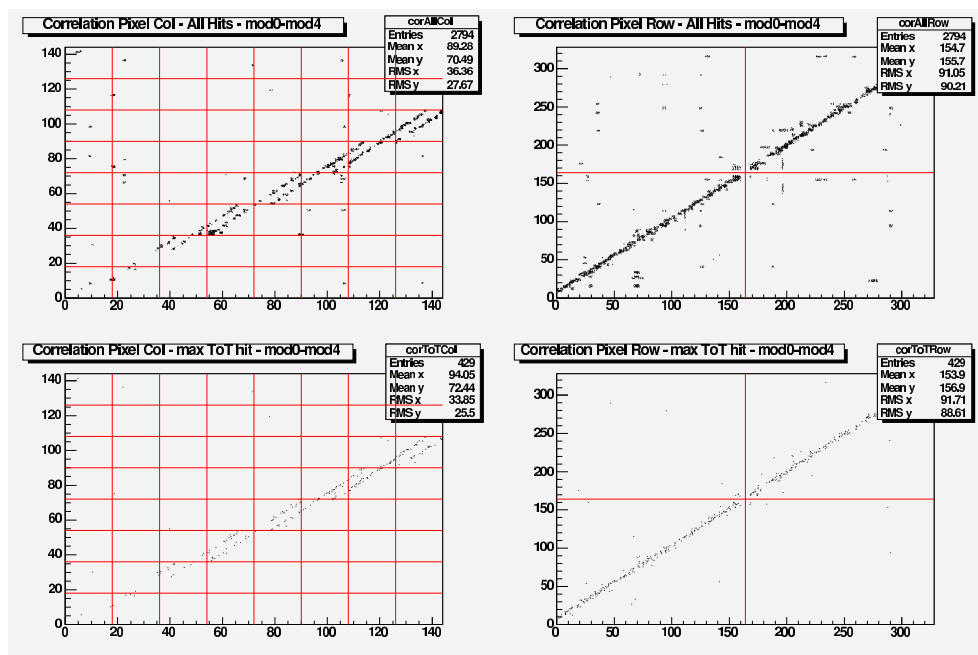 Correlation Pixel Col - All Hits - mod0-mod4
corAllCol
Entries 2794
Mean x 89.28
Mean y 70.49
RMS x 36.36
RMS y 27.67
140
120
100
80
60
40
20
0
0 20 40 60 80 100 120 140
Correlation Pixel Row - All Hits - mod0-mod4
corAllRow
Entries 2794
Mean x 154.7
Mean y 155.7
RMS x 91.05
RMS y 90.21
300
250
200
150
100
50
0
0 50 100 150 200 250 300
Correlation Pixel Col - max ToT hit - mod0-mod4
corToTCol
Entries 429
Mean x 94.05
Mean y 72.44
RMS x 33.85
RMS y 25.5
140
120
100
80
60
40
20
0
0 20 40 60 80 100 120 140
Correlation Pixel Row - max ToT hit - mod0-mod4
corToTRow
Entries 429
Mean x 153.9
Mean y 156.9
RMS x 91.71
RMS y 88.61
300
250
200
150
100
50
0
0 50 100 150 200 250 300